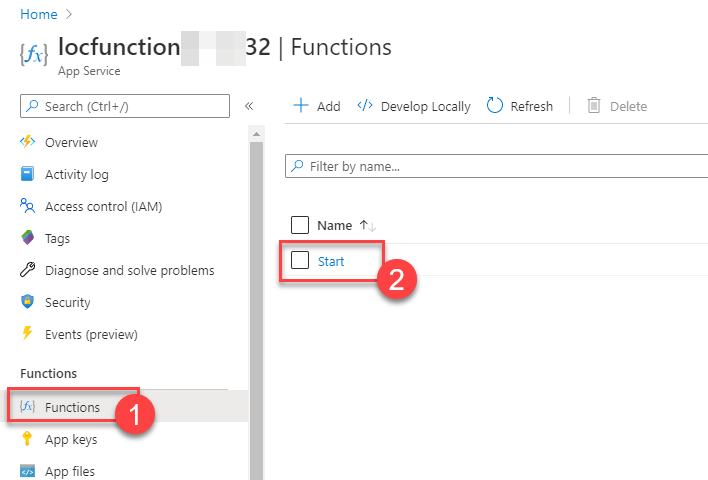 Home >
locfunction 32 | Functions
App Service
Search (Ctrl+/)
«
Add
Develop Locally
Refresh
Delete
Overview
Activity log
Access control (IAM)
Tags
Diagnose and solve problems
Security
Events (preview)
Filter by name...
Name ↑↓
Start
2
Functions
Functions
1
App keys
App files